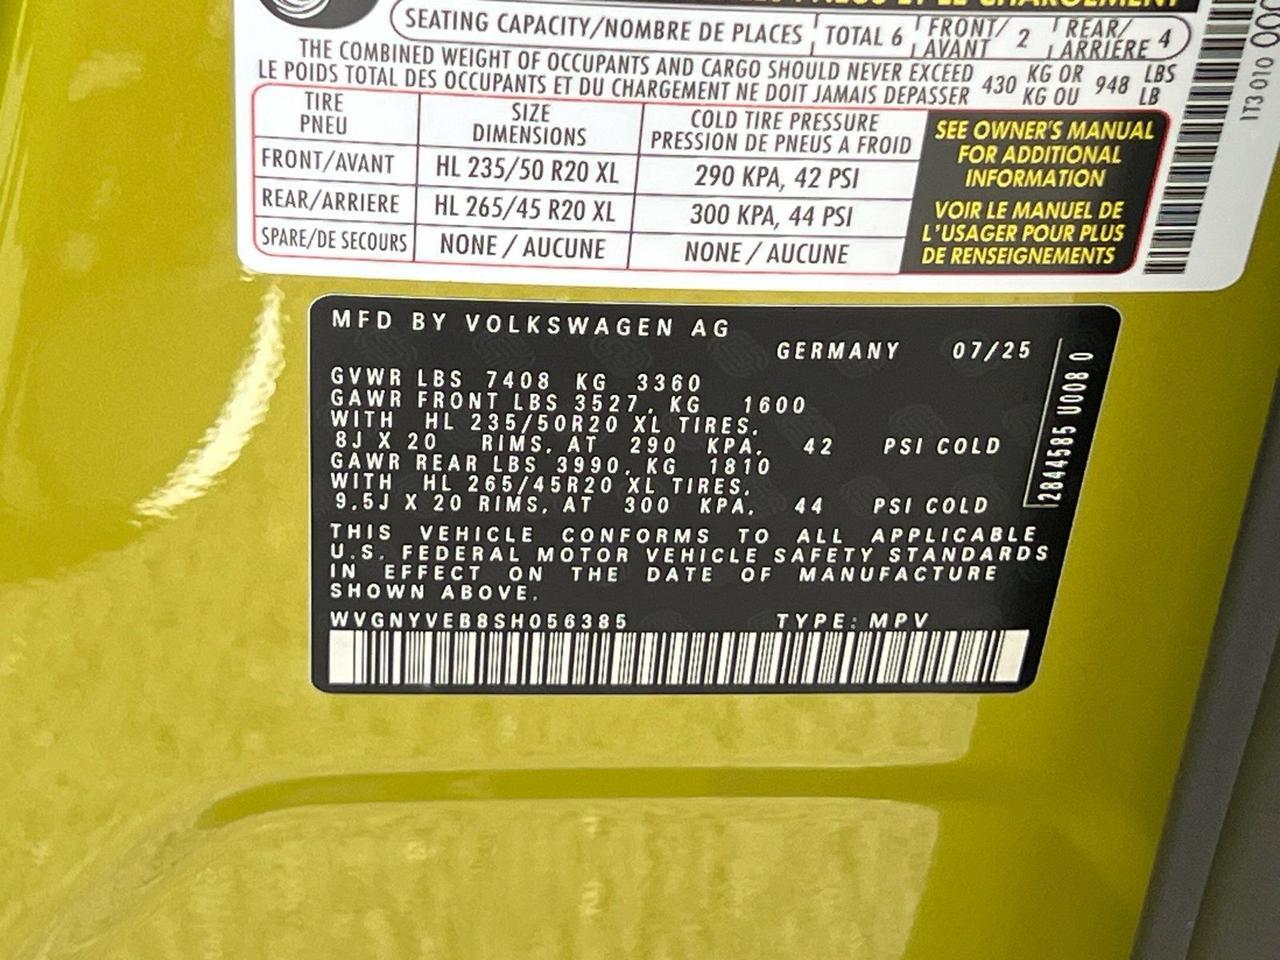 SEATING CAPACITY/NOMBRE DE PLACES TOTAL 6 FRONT/AVANT 2 REAR/ARRIÈRE 4
THE COMBINED WEIGHT OF OCCUPANTS AND CARGO SHOULD NEVER EXCEED 430 KG OR 948 LBS
LE POIDS TOTAL DES OCCUPANTS ET DU CHARGEMENT NE DOIT JAMAIS DEPASSER KG OU LB
TIRE PNEU SIZE DIMENSIONS COLD TIRE PRESSURE PRESSION DE PNEUS A FROID
FRONT/AVANT HL 235/50 R20 XL 290 KPA, 42 PSI
REAR/ARRIERE HL 265/45 R20 XL 300 KPA, 44 PSI
SPARE/DE SECOURS NONE / AUCUNE NONE / AUCUNE
SEE OWNER'S MANUAL
FOR ADDITIONAL
INFORMATION
VOIR LE MANUEL DE
L'USAGER POUR PLUS
DE RENSEIGNEMENTS
1T3 010 000
MFD BY VOLKSWAGEN AG
GERMANY 07/25
GVWR LBS 7408 KG 3360
GAWR FRONT LBS 3527, KG 1600
WITH HL 235/50R20 XL TIRES,
8J X 20 RIMS, AT 290 KPA, 42 PSI COLD
GAWR REAR LBS 3990, KG 1810
WITH HL 265/45R20 XL TIRES,
9.5J X 20 RIMS, AT 300 KPA, 44 PSI COLD
THIS VEHICLE CONFORMS TO ALL APPLICABLE
U.S. FEDERAL MOTOR VEHICLE SAFETY STANDARDS
IN EFFECT ON THE DATE OF MANUFACTURE
SHOWN ABOVE.
WVGNYVEB8SH056385 TYPE: MPV
2844585 U008 0